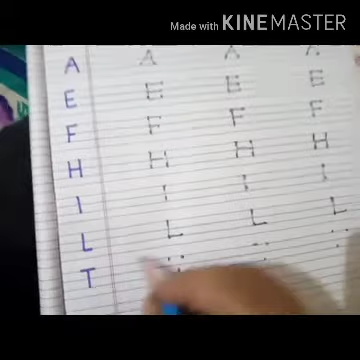 Made with KINEMASTER
A A A A
E E E E
F F F F
H H H H
I I I I
L L L L
T